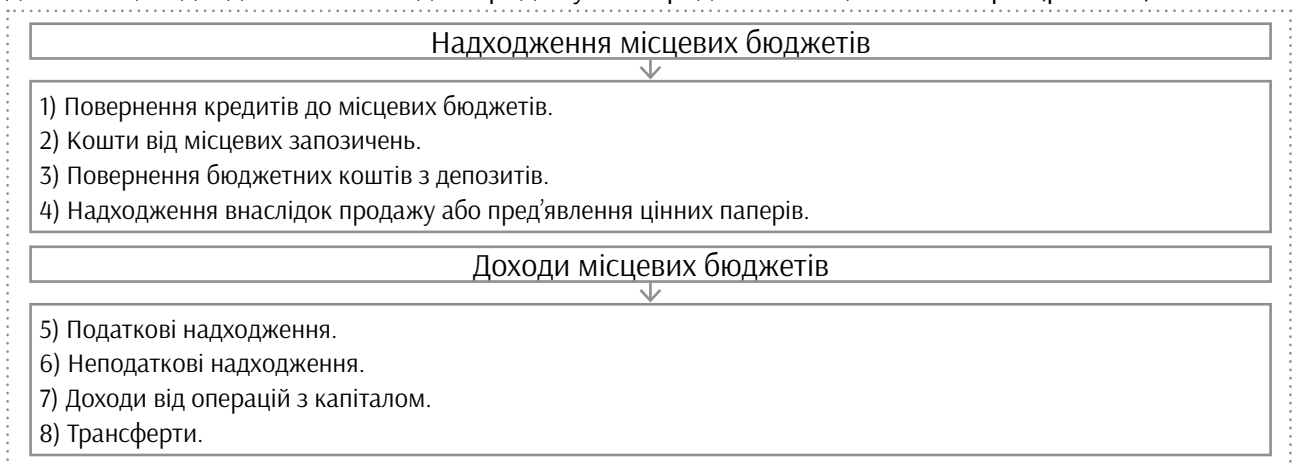 Надходження місцевих бюджетів
1) Повернення кредитів до місцевих бюджетів.
2) Кошти від місцевих запозичень.
3) Повернення бюджетних коштів з депозитів.
4) Надходження внаслідок продажу або пред’явлення цінних паперів.
Доходи місцевих бюджетів
5) Податкові надходження.
6) Неподаткові надходження.
7) Доходи від операцій з капіталом.
8) Трансферти.